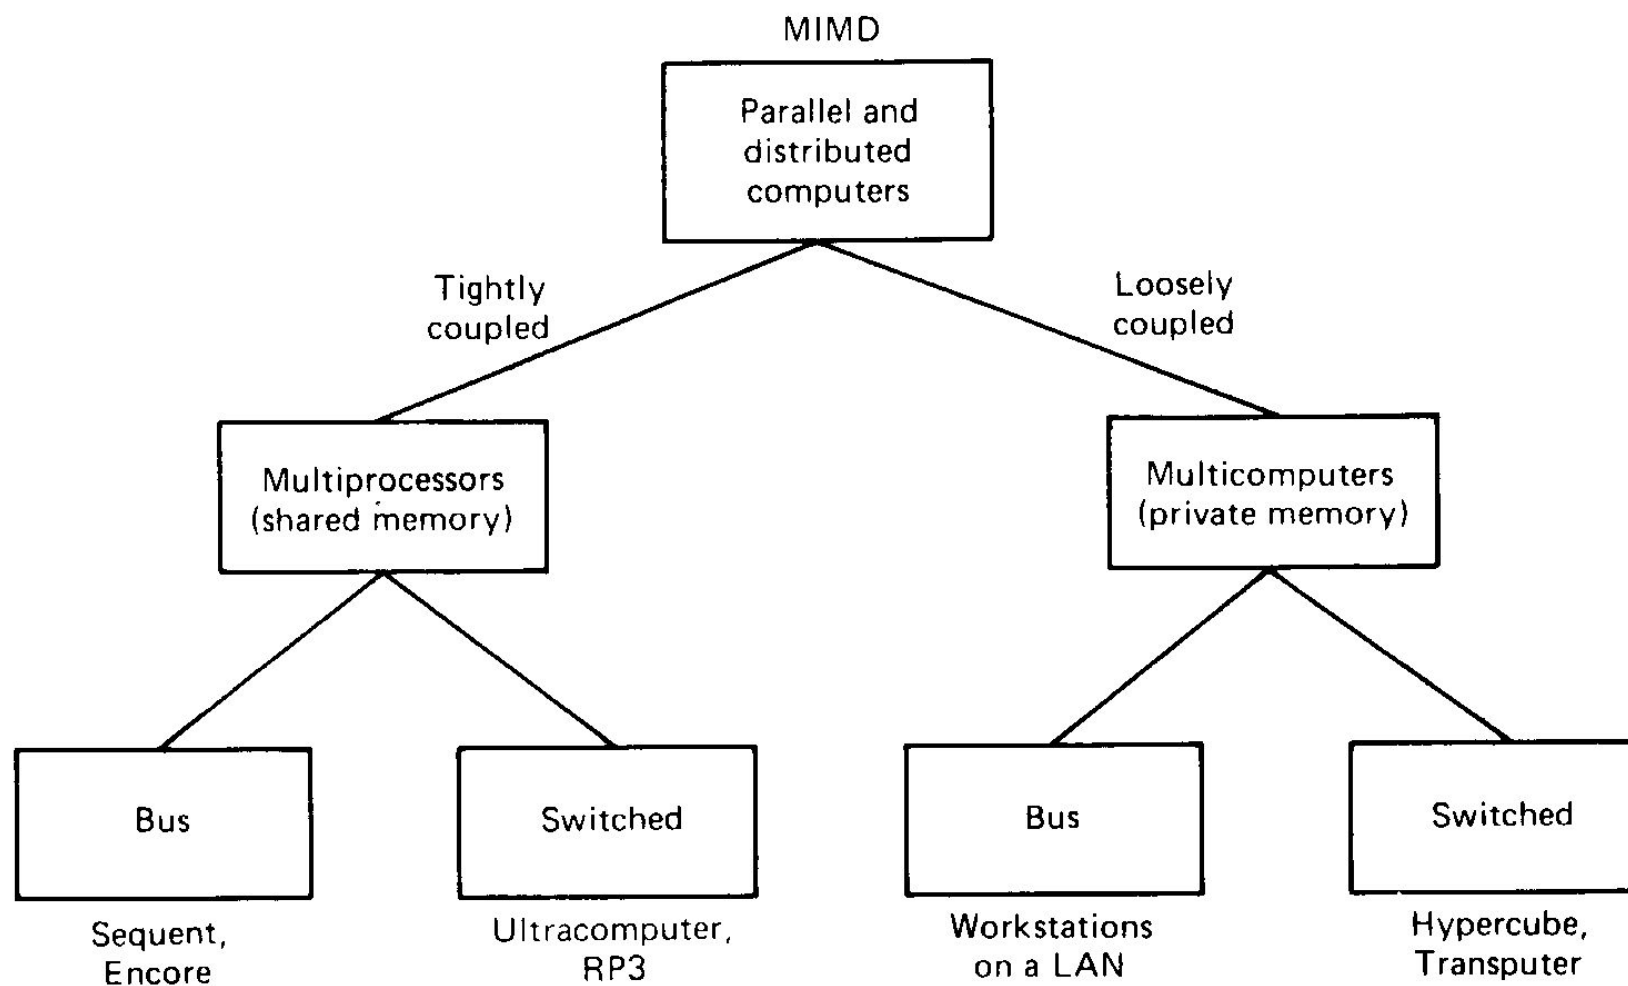 MIMD
Parallel and
distributed
computers
Tightly
coupled
Loosely
coupled
Multiprocessors
(shared memory)
Multicomputers
(private memory)
Bus
Switched
Bus
Switched
Sequent,
Encore
Ultracomputer,
RP3
Workstations
on a LAN
Hypercube,
Transputer